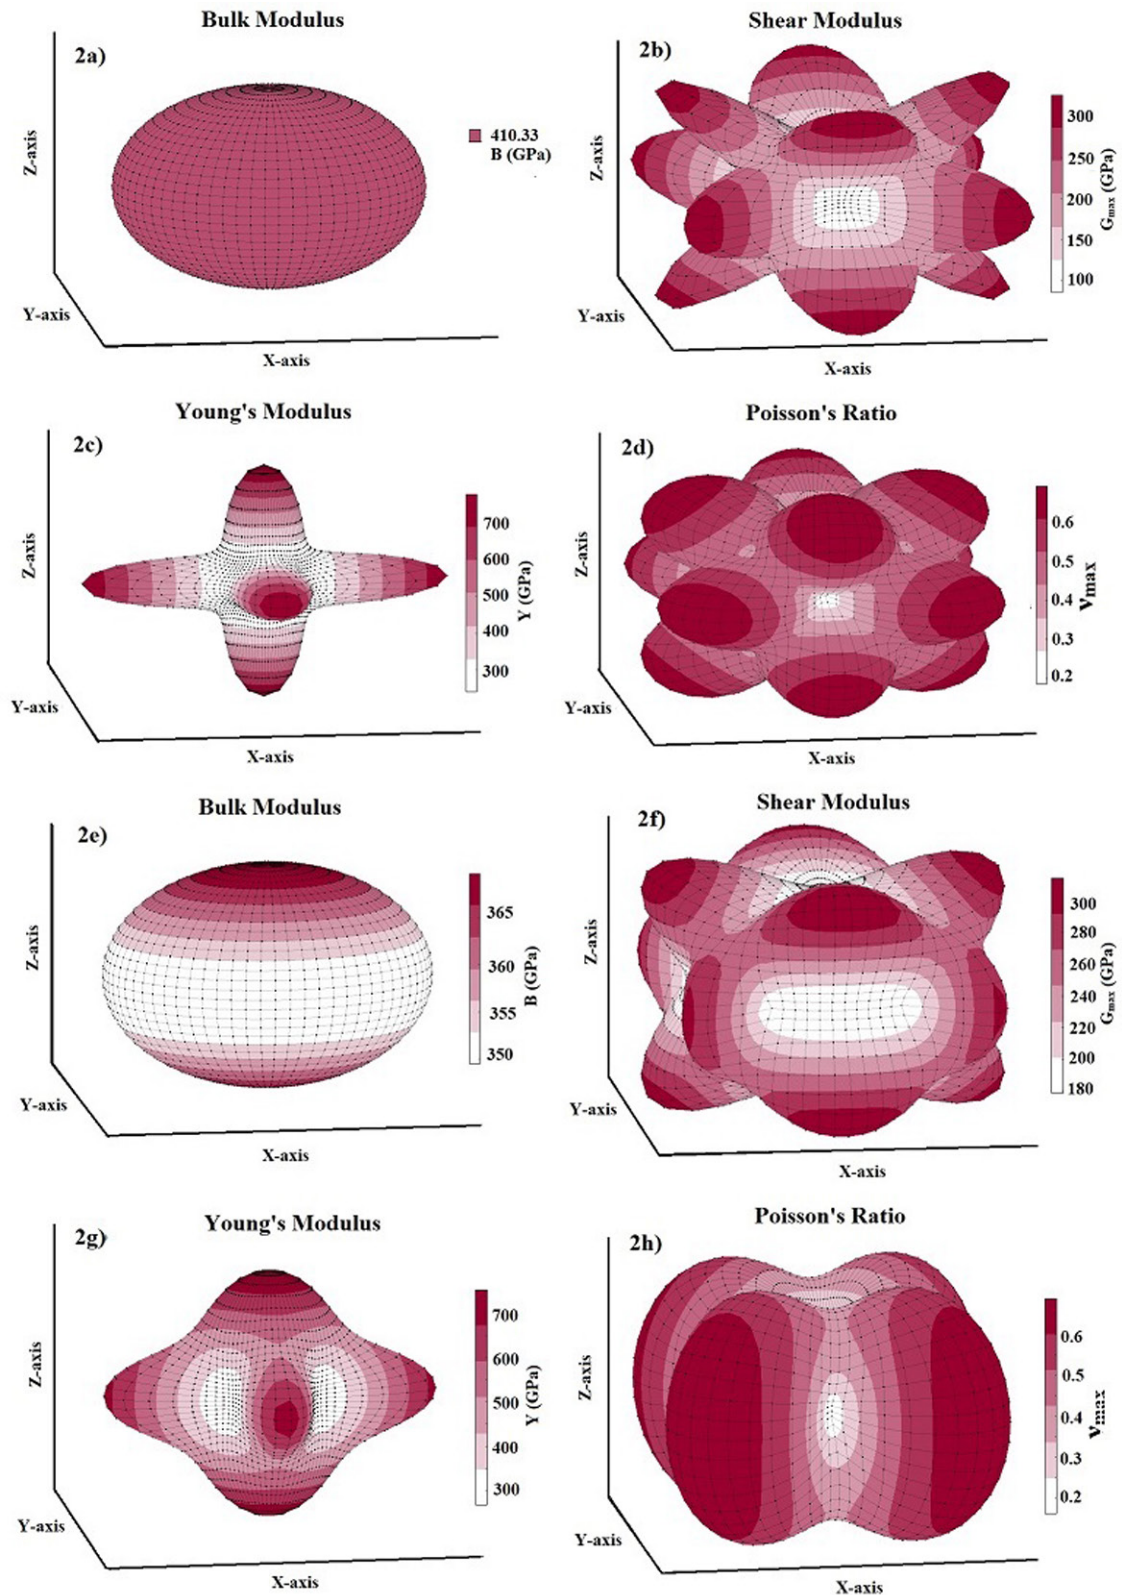 Bulk Modulus
2a)
Z-axis
Y-axis
X-axis
410.33
B (GPa)
Shear Modulus
2b)
Z-axis
Y-axis
X-axis
300
250
200
150
100
Gmax (GPa)
Young's Modulus
2c)
Z-axis
Y-axis
X-axis
700
600
500
400
300
Y (GPa)
Poisson's Ratio
2d)
Z-axis
Y-axis
X-axis
0.6
0.5
0.4
0.3
0.2
νmax
Bulk Modulus
2e)
Z-axis
Y-axis
X-axis
365
360
355
350
B (GPa)
Shear Modulus
2f)
Z-axis
Y-axis
X-axis
300
280
260
240
220
200
180
Gmax (GPa)
Young's Modulus
2g)
Z-axis
Y-axis
X-axis
700
600
500
400
300
Y (GPa)
Poisson's Ratio
2h)
Z-axis
Y-axis
X-axis
0.6
0.5
0.4
0.3
0.2
νmax